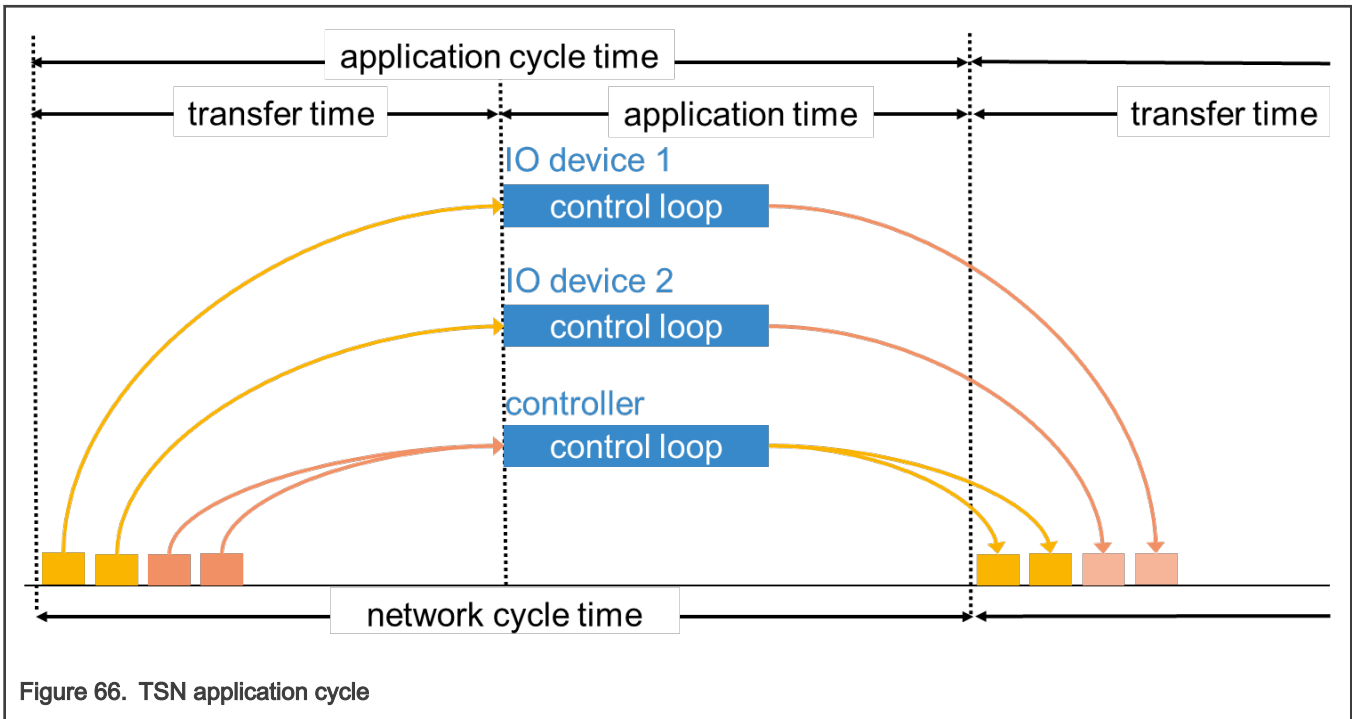 application cycle time
transfer time
application time
transfer time
IO device 1
control loop
IO device 2
control loop
controller
control loop
network cycle time
Figure 66. TSN application cycle